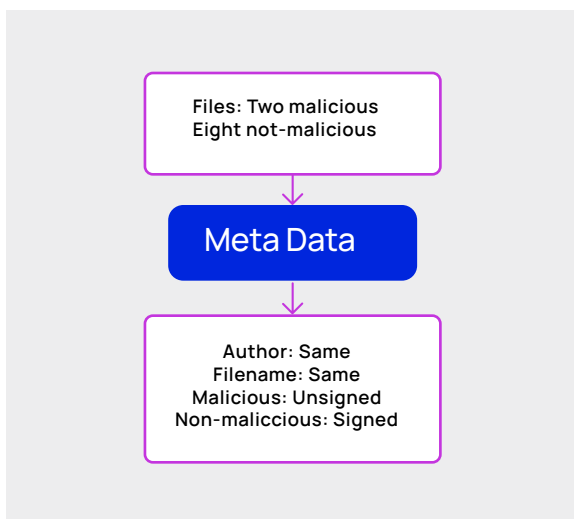 Files: Two malicious
Eight not-malicious
Meta Data
Author: Same
Filename: Same
Malicious: Unsigned
Non-maliccious: Signed